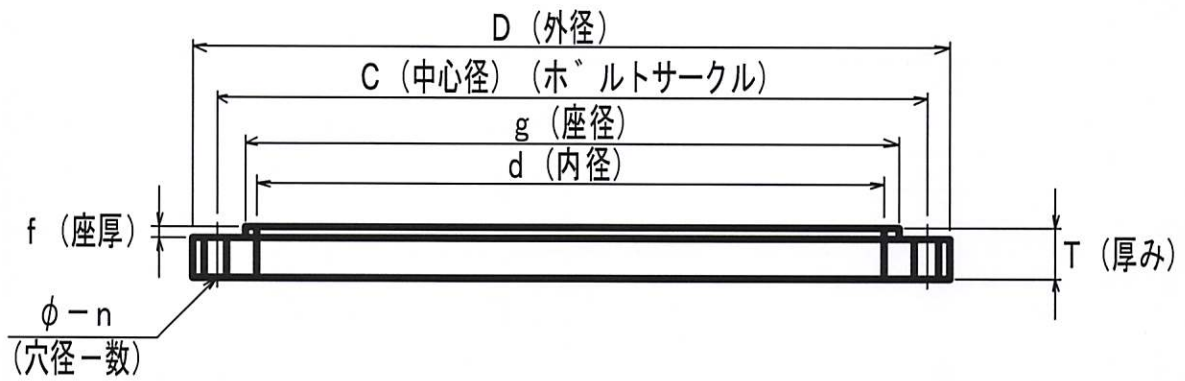 D (外径)
C (中心径) (ボルトサークル)
g (座径)
d (内径)
f (座厚)
T (厚み)
φ−n
(穴径−数)